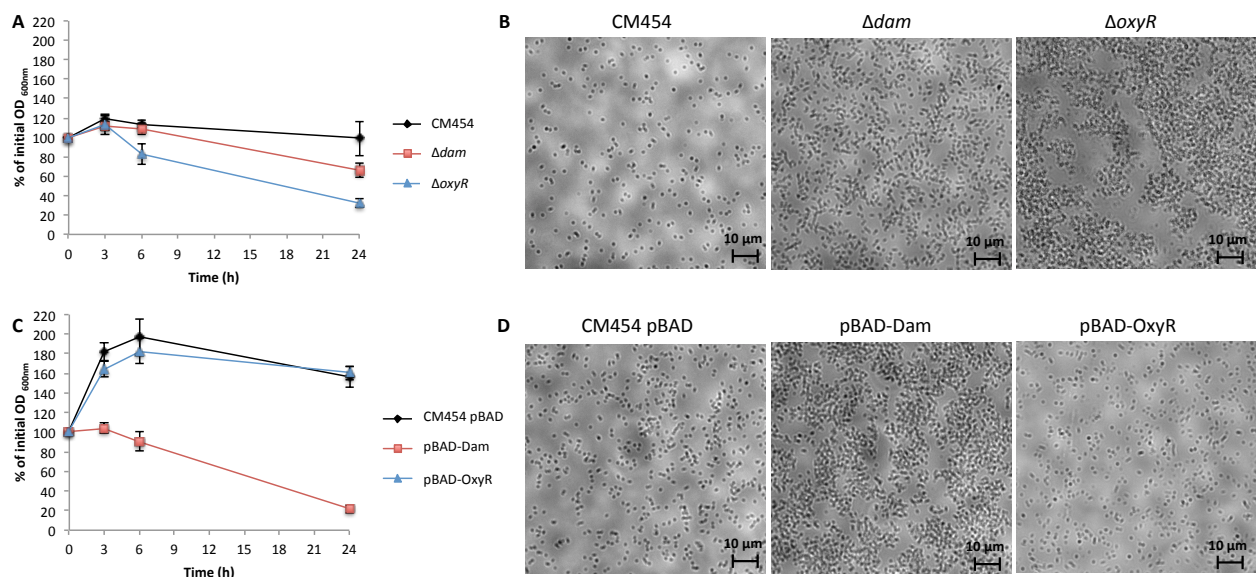 A
220
200
180
160
140
120
100
80
60
40
20
0
% of initial OD 600nm
0 3 6 9 12 15 18 21 24
Time (h)
CM454
Δdam
ΔoxyR
B
CM454 Δdam ΔoxyR
10 µm 10 µm 10 µm
C
220
200
180
160
140
120
100
80
60
40
20
0
% of initial OD 600nm
0 3 6 9 12 15 18 21 24
Time (h)
CM454 pBAD
pBAD-Dam
pBAD-OxyR
D
CM454 pBAD pBAD-Dam pBAD-OxyR
10 µm 10 µm 10 µm